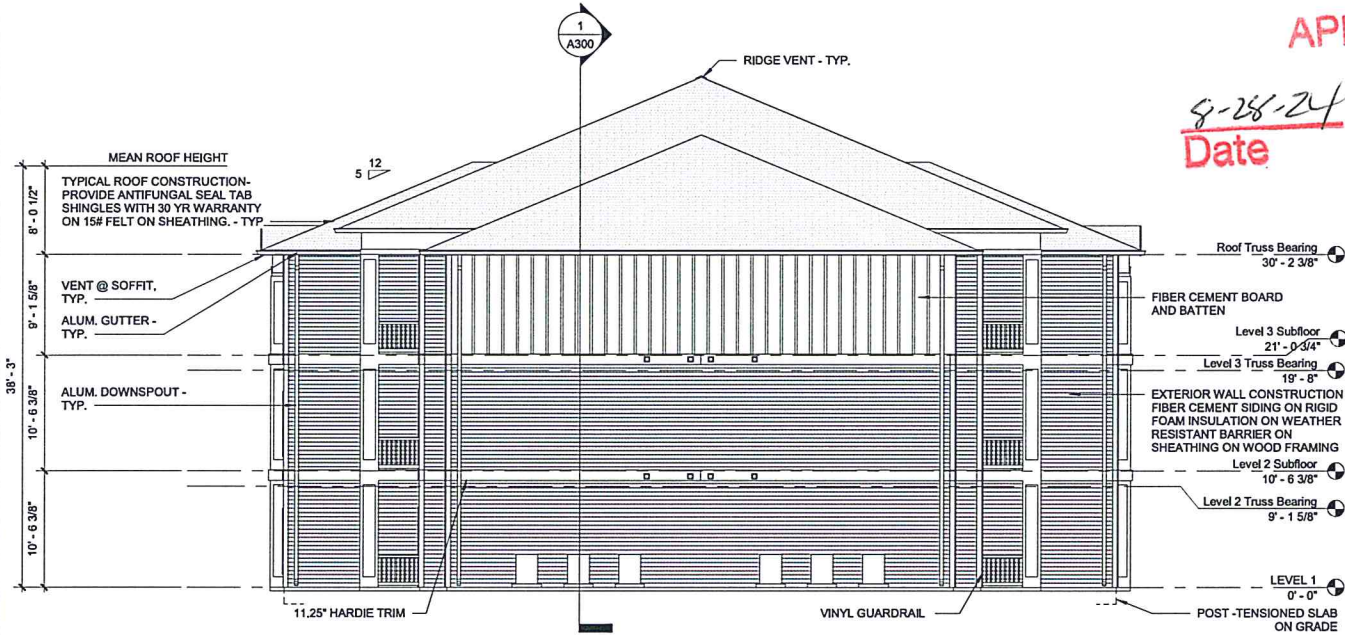 1
A300
RIDGE VENT - TYP.
8-28-24
Date
MEAN ROOF HEIGHT
12
5
TYPICAL ROOF CONSTRUCTION-
PROVIDE ANTIFUNGAL SEAL TAB
SHINGLES WITH 30 YR WARRANTY
ON 15# FELT ON SHEATHING. - TYP
8' - 0 1/2"
VENT @ SOFFIT,
TYP.
ALUM. GUTTER -
TYP.
9' - 1 5/8"
38' - 3"
ALUM. DOWNSPOUT -
TYP.
10' - 6 3/8"
10' - 6 3/8"
Roof Truss Bearing
30' - 2 3/8"
FIBER CEMENT BOARD
AND BATTEN
Level 3 Subfloor
21' - 0 3/4"
Level 3 Truss Bearing
19' - 8"
EXTERIOR WALL CONSTRUCTION
FIBER CEMENT SIDING ON RIGID
FOAM INSULATION ON WEATHER
RESISTANT BARRIER ON
SHEATHING ON WOOD FRAMING
Level 2 Subfloor
10' - 6 3/8"
Level 2 Truss Bearing
9' - 1 5/8"
LEVEL 1
0' - 0"
11.25" HARDIE TRIM
VINYL GUARDRAIL
POST -TENSIONED SLAB
ON GRADE